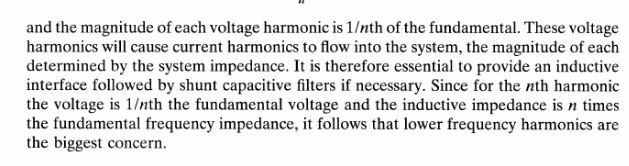 and the magnitude of each voltage harmonic is 1/nth of the fundamental. These voltage
harmonics will cause current harmonics to flow into the system, the magnitude of each
determined by the system impedance. It is therefore essential to provide an inductive
interface followed by shunt capacitive filters if necessary. Since for the nth harmonic
the voltage is 1/nth the fundamental voltage and the inductive impedance is n times
the fundamental frequency impedance, it follows that lower frequency harmonics are
the biggest concern.